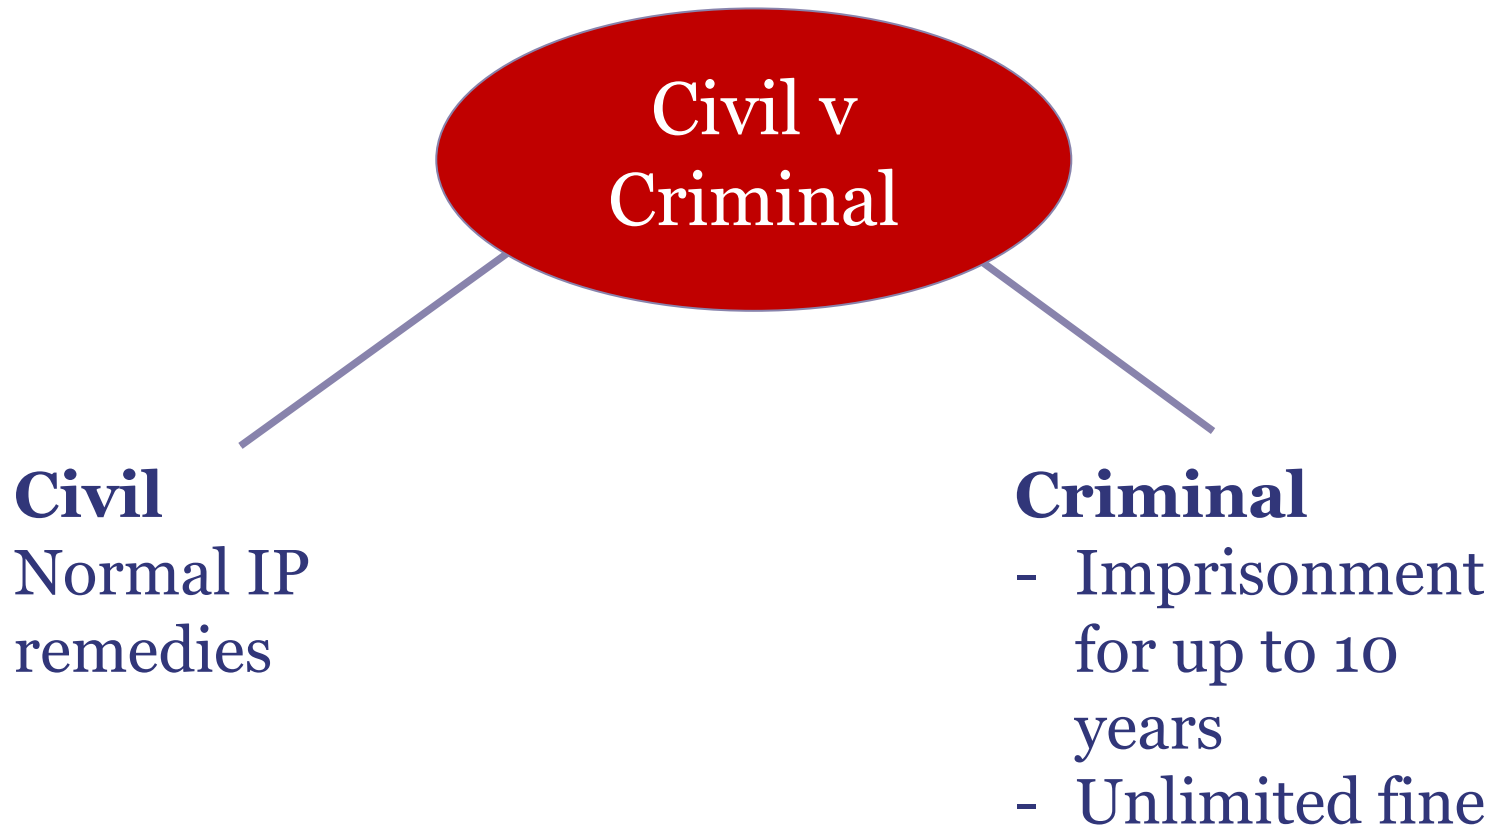 Civil v
Criminal
Civil
Normal IP
remedies
Criminal
- Imprisonment
for up to 10
years
- Unlimited fine